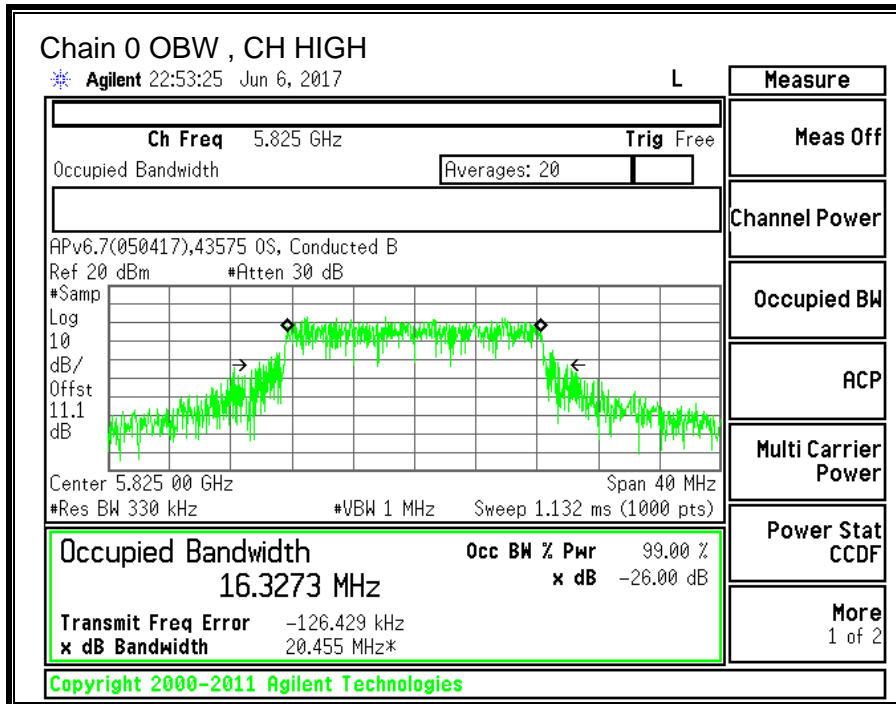 Chain 0 OBW , CH HIGH
Agilent 22:53:25 Jun 6, 2017 L
Measure
Ch Freq 5.825 GHz Trig Free
Meas Off
Occupied Bandwidth Averages: 20
Channel Power
APv6.7(050417),43575 OS, Conducted B
Ref 20 dBm #Atten 30 dB
#Samp
Log
10
dB/
Offst
11.1
dB
Occupied BW
ACP
Center 5.825 00 GHz Span 40 MHz
#Res BW 330 kHz #VBW 1 MHz Sweep 1.132 ms (1000 pts)
Multi Carrier
Power
Occupied Bandwidth Occ BW % Pwr 99.00 %
16.3273 MHz x dB -26.00 dB
Power Stat
CCDF
Transmit Freq Error -126.429 kHz
x dB Bandwidth 20.455 MHz*
More
1 of 2
Copyright 2000-2011 Agilent Technologies